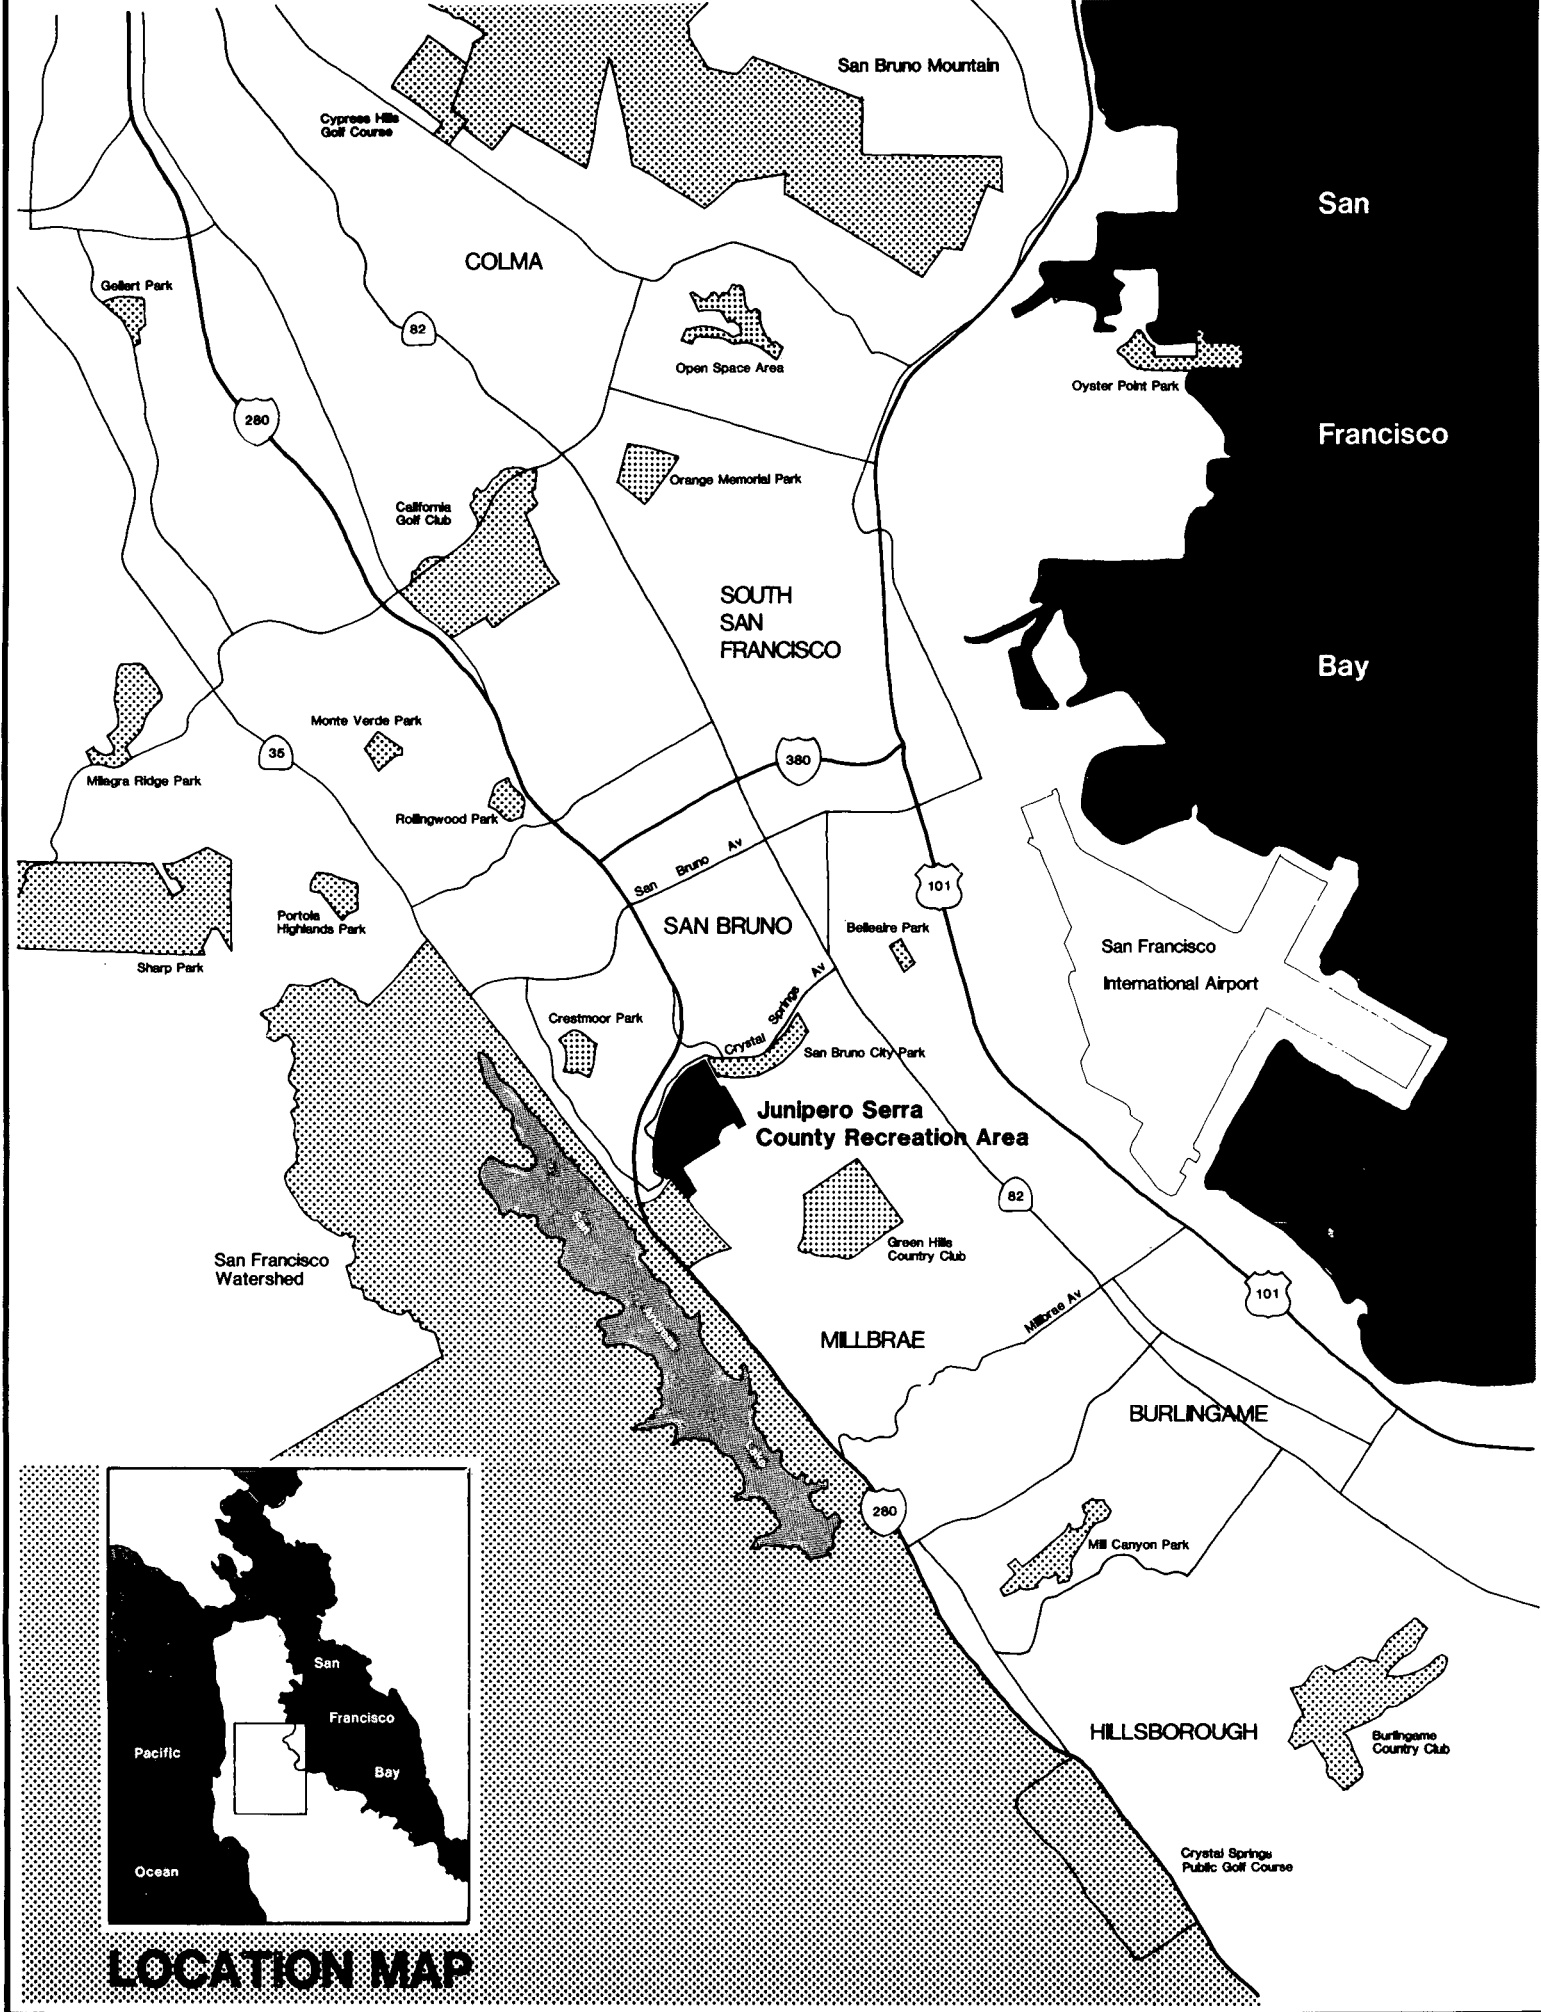 San Bruno Mountain
Cypress Hills
Golf Course
San
COLMA
Gellert Park
82
Open Space Area
Oyster Point Park
280
Francisco
Orange Memorial Park
California
Golf Club
SOUTH
SAN
FRANCISCO
Bay
Monte Verde Park
35
380
Milagra Ridge Park
Rollingwood Park
San Bruno Av
101
Portola
Highlands Park
SAN BRUNO
Belleaire Park
San Francisco
International Airport
Sharp Park
Crestmoor Park
Crystal Springs Av
San Bruno City Park
Junipero Serra
County Recreation Area
82
Green Hills
Country Club
San Francisco
Watershed
San Andreas Lake
101
Millbrae Av
MILLBRAE
BURLINGAME
280
Mill Canyon Park
HILLSBOROUGH
Burlingame
Country Club
Crystal Springs
Public Golf Course
San
Francisco
Bay
Pacific
Ocean
LOCATION MAP